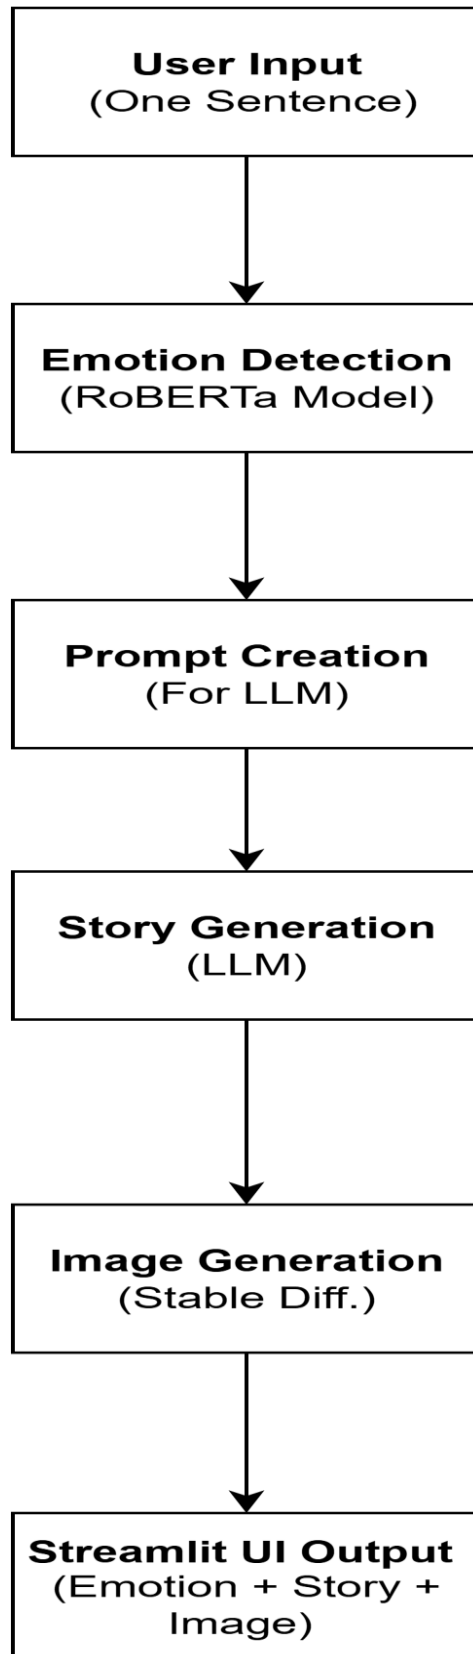 User Input
(One Sentence)
Emotion Detection
(RoBERTa Model)
Prompt Creation
(For LLM)
Story Generation
(LLM)
Image Generation
(Stable Diff.)
Streamlit UI Output
(Emotion + Story +
Image)